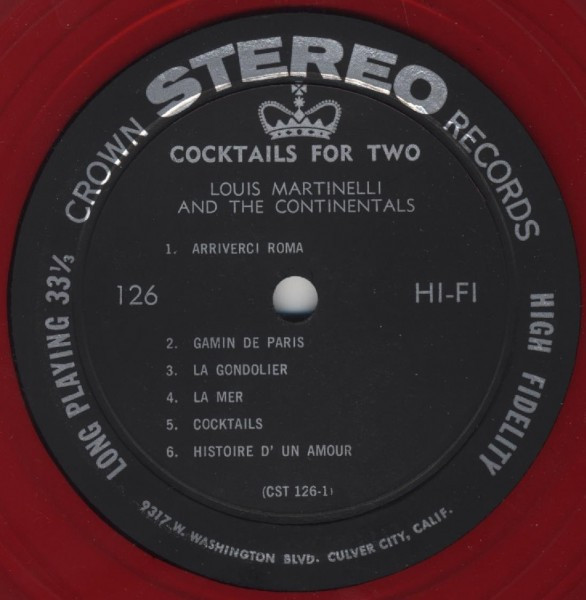 STEREO
CROWN RECORDS
COCKTAILS FOR TWO
LOUIS MARTINELLI
AND THE CONTINENTALS
1. ARRIVERCI ROMA
126 HI-FI
2. GAMIN DE PARIS
3. LA GONDOLIER
4. LA MER
5. COCKTAILS
6. HISTOIRE D' UN AMOUR
(CST 126-1)
LONG PLAYING 33⅓
HIGH FIDELITY
9317 W. WASHINGTON BLVD. CULVER CITY, CALIF.